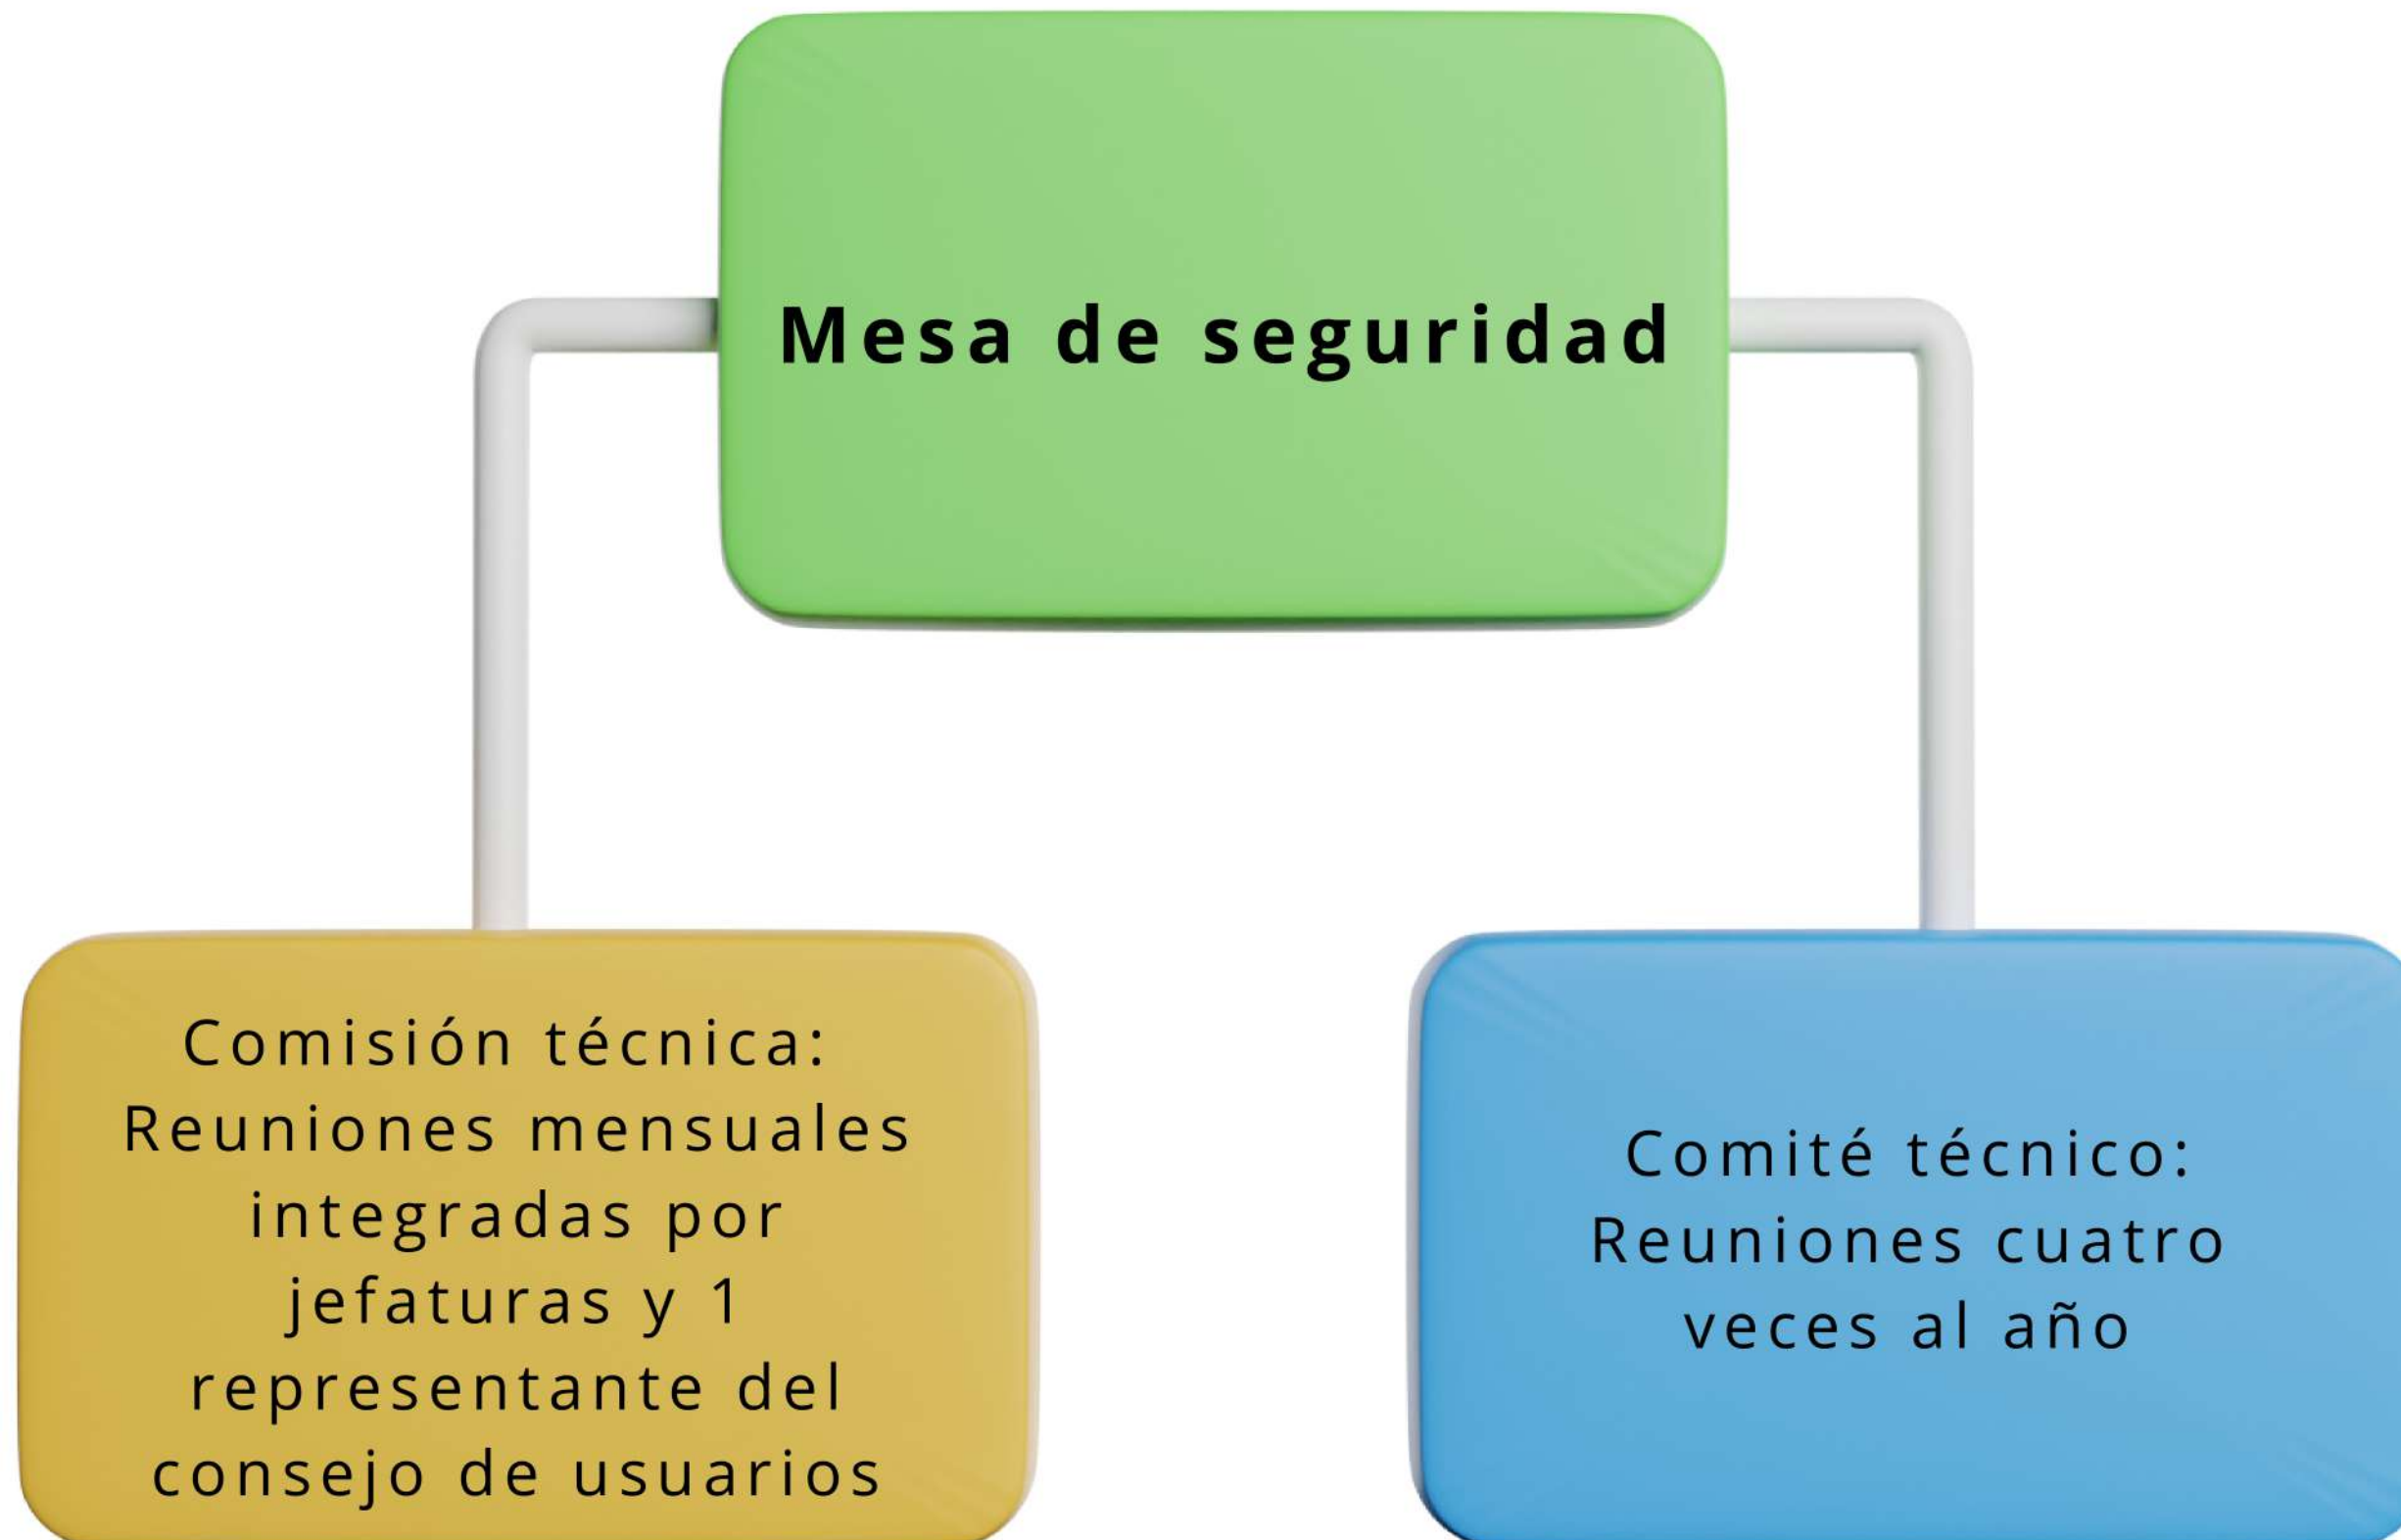 Mesa de seguridad
Comisión técnica:
Reuniones mensuales
integradas por
jefaturas y 1
representante del
consejo de usuarios
Comité técnico:
Reuniones cuatro
veces al año